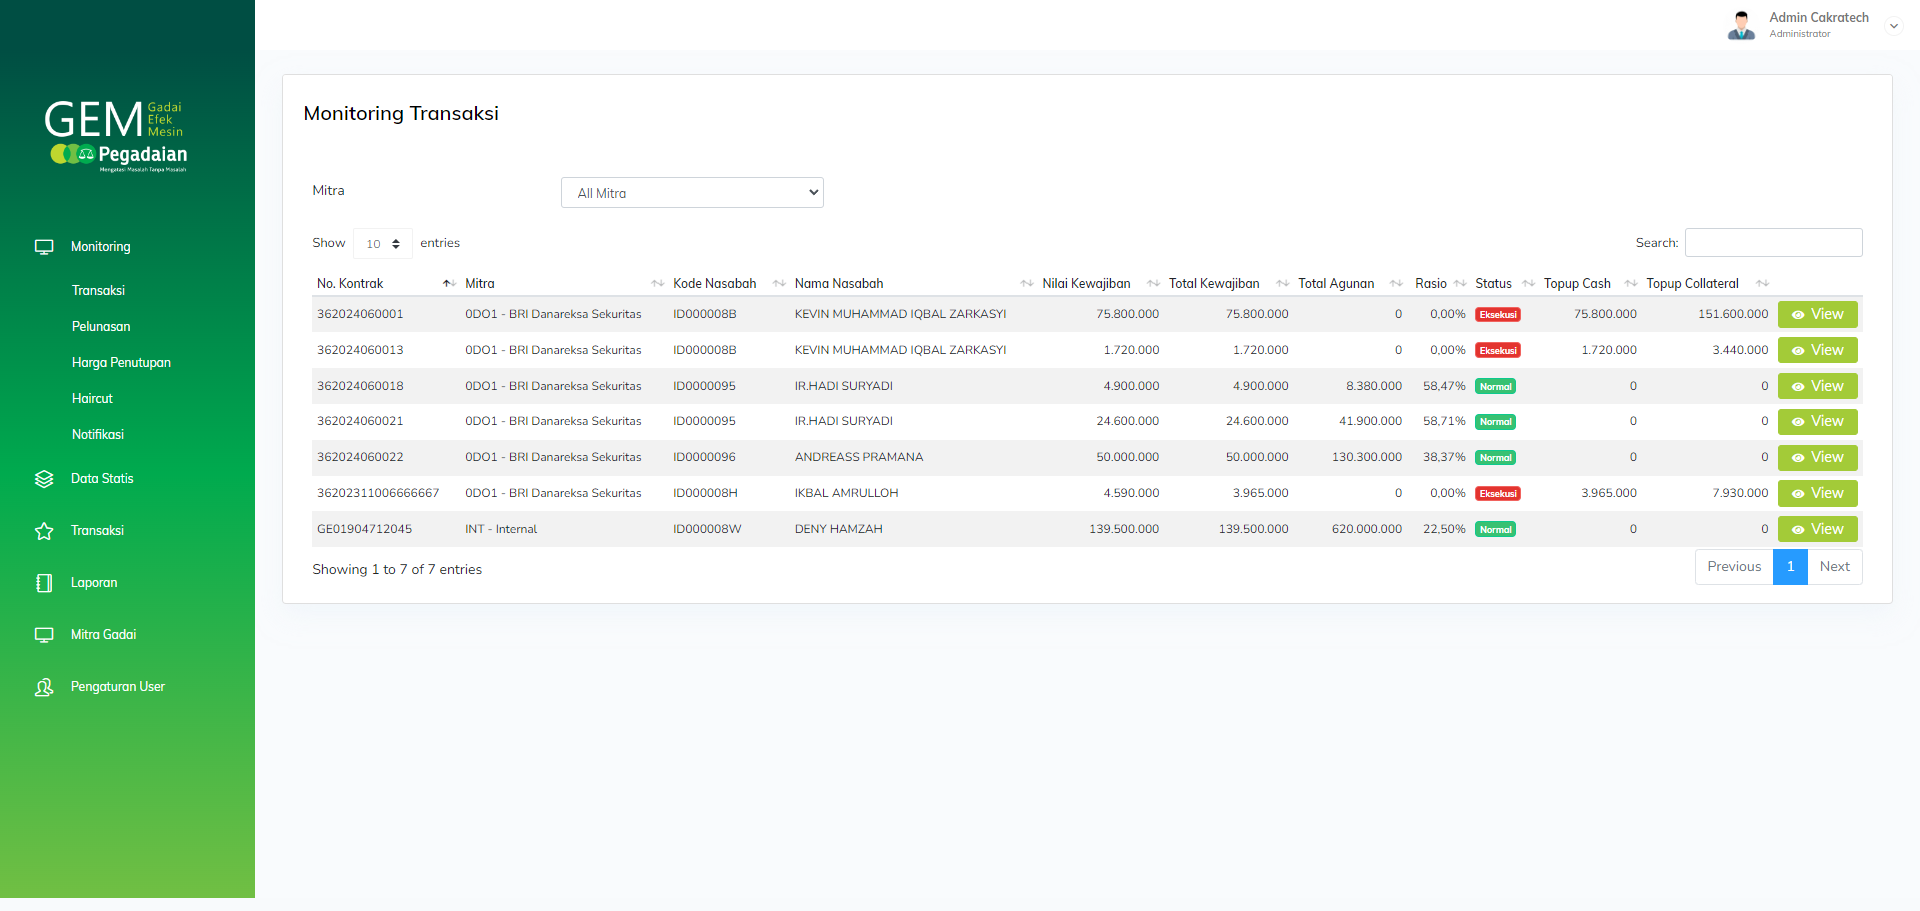 Admin Cakratech
Administrator
GEM Gadai Efek Mesin
Pegadaian
Mengatasi Masalah Tanpa Masalah
Monitoring
Transaksi
Pelunasan
Harga Penutupan
Haircut
Notifikasi
Data Statis
Transaksi
Laporan
Mitra Gadai
Pengaturan User
Monitoring Transaksi
Mitra All Mitra
Show 10 entries Search:
No. Kontrak Mitra Kode Nasabah Nama Nasabah Nilai Kewajiban Total Kewajiban Total Agunan Rasio Status Topup Cash Topup Collateral
362024060001 0DO1 - BRI Danareksa Sekuritas ID000008B KEVIN MUHAMMAD IQBAL ZARKASYI 75.800.000 75.800.000 0 0,00% Eksekusi 75.800.000 151.600.000 View
362024060013 0DO1 - BRI Danareksa Sekuritas ID000008B KEVIN MUHAMMAD IQBAL ZARKASYI 1.720.000 1.720.000 0 0,00% Eksekusi 1.720.000 3.440.000 View
362024060018 0DO1 - BRI Danareksa Sekuritas ID0000095 IR.HADI SURYADI 4.900.000 4.900.000 8.380.000 58,47% Normal 0 0 View
362024060021 0DO1 - BRI Danareksa Sekuritas ID0000095 IR.HADI SURYADI 24.600.000 24.600.000 41.900.000 58,71% Normal 0 0 View
362024060022 0DO1 - BRI Danareksa Sekuritas ID0000096 ANDREASS PRAMANA 50.000.000 50.000.000 130.300.000 38,37% Normal 0 0 View
36202311006666667 0DO1 - BRI Danareksa Sekuritas ID000008H IKBAL AMRULLOH 4.590.000 3.965.000 0 0,00% Eksekusi 3.965.000 7.930.000 View
GE01904712045 INT - Internal ID000008W DENY HAMZAH 139.500.000 139.500.000 620.000.000 22,50% Normal 0 0 View
Showing 1 to 7 of 7 entries Previous 1 Next